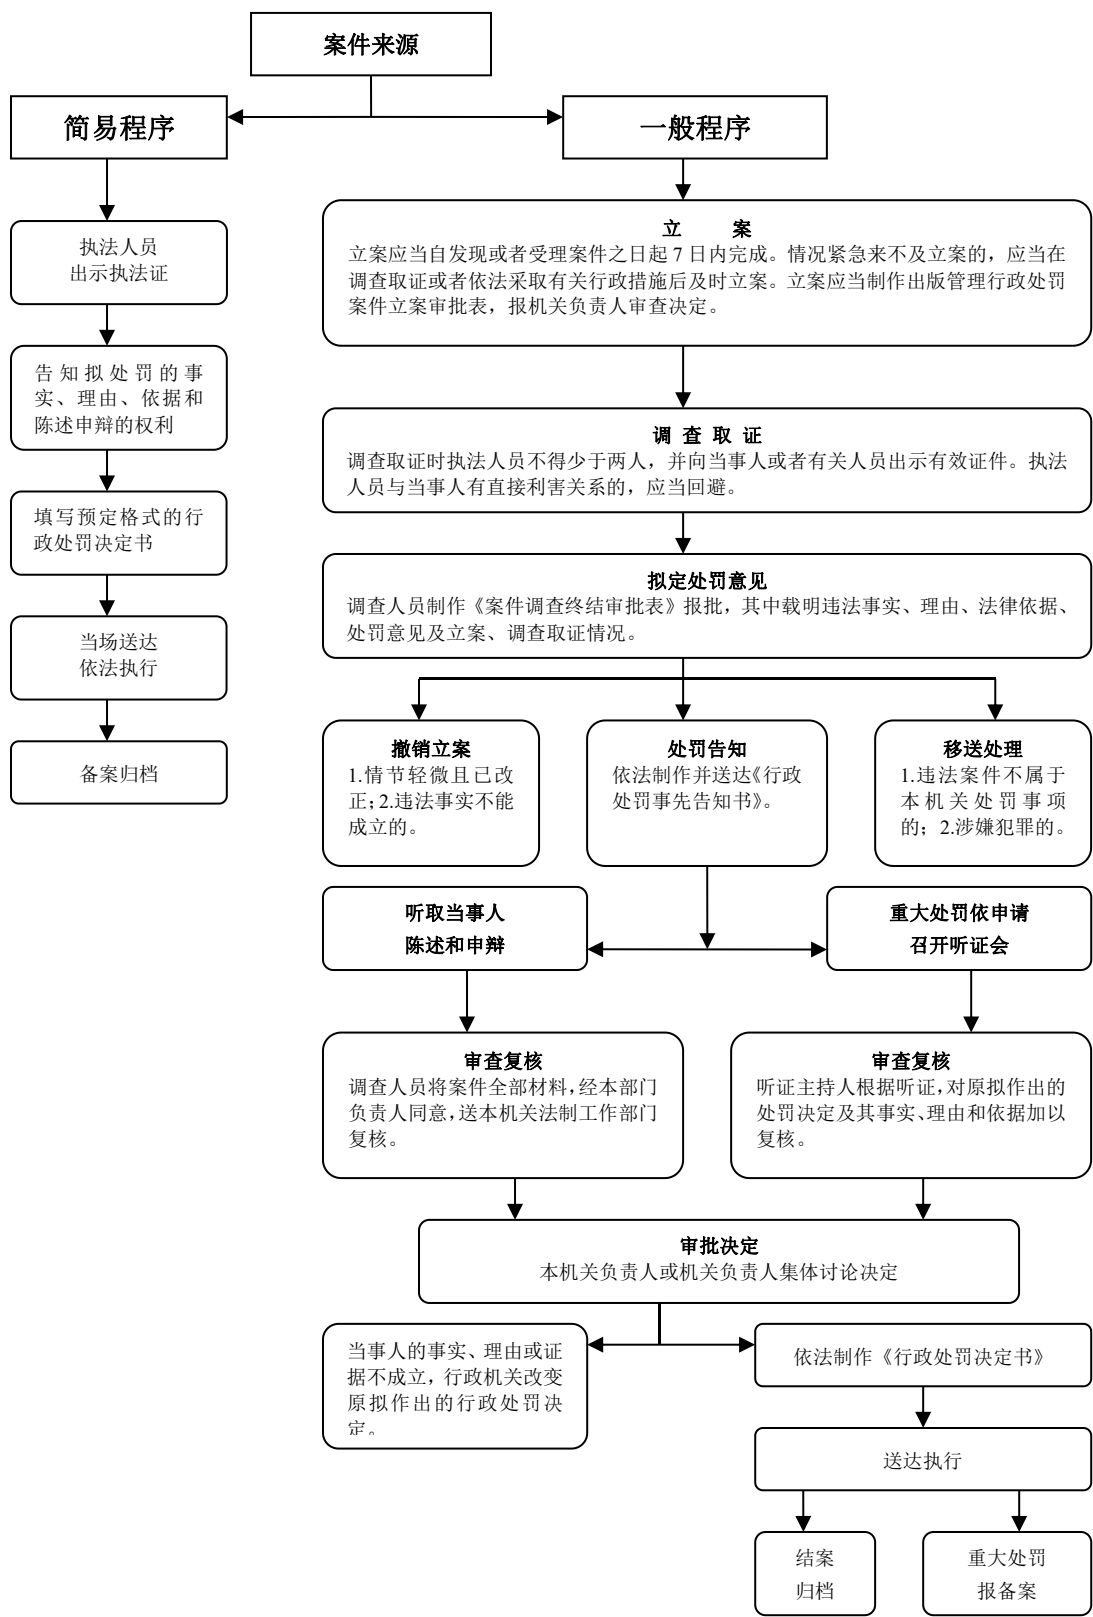 案件来源
简易程序
执法人员
出示执法证
告知拟处罚的事
实、理由、依据和
陈述申辩的权利
填写预定格式的行
政处罚决定书
当场送达
依法执行
备案归档
一般程序
立 案
立案应当自发现或者受理案件之日起 7 日内完成。情况紧急来不及立案的，应当在
调查取证或者依法采取有关行政措施后及时立案。立案应当制作出版管理行政处罚
案件立案审批表，报机关负责人审查决定。
调 查 取 证
调查取证时执法人员不得少于两人，并向当事人或者有关人员出示有效证件。执法
人员与当事人有直接利害关系的，应当回避。
拟定处罚意见
调查人员制作《案件调查终结审批表》报批，其中载明违法事实、理由、法律依据、
处罚意见及立案、调查取证情况。
撤销立案
1.情节轻微且已改
正；2.违法事实不能
成立的。
处罚告知
依法制作并送达《行政
处罚事先告知书》。
移送处理
1.违法案件不属于
本机关处罚事项
的；2.涉嫌犯罪的。
听取当事人
陈述和申辩
重大处罚依申请
召开听证会
审查复核
调查人员将案件全部材料，经本部门
负责人同意，送本机关法制工作部门
复核。
审查复核
听证主持人根据听证，对原拟作出的
处罚决定及其事实、理由和依据加以
复核。
审批决定
本机关负责人或机关负责人集体讨论决定
当事人的事实、理由或证
据不成立，行政机关改变
原拟作出的行政处罚决
定。
依法制作《行政处罚决定书》
送达执行
结案
归档
重大处罚
报备案